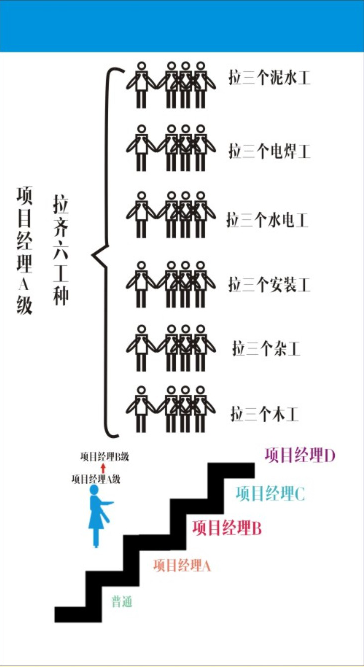 拉三个泥水工
拉三个电焊工
拉三个水电工
拉三个安装工
拉三个杂工
拉三个木工
项目经理A级
拉齐六工种
项目经理B级
项目经理A级
项目经理D
项目经理C
项目经理B
项目经理A
普通